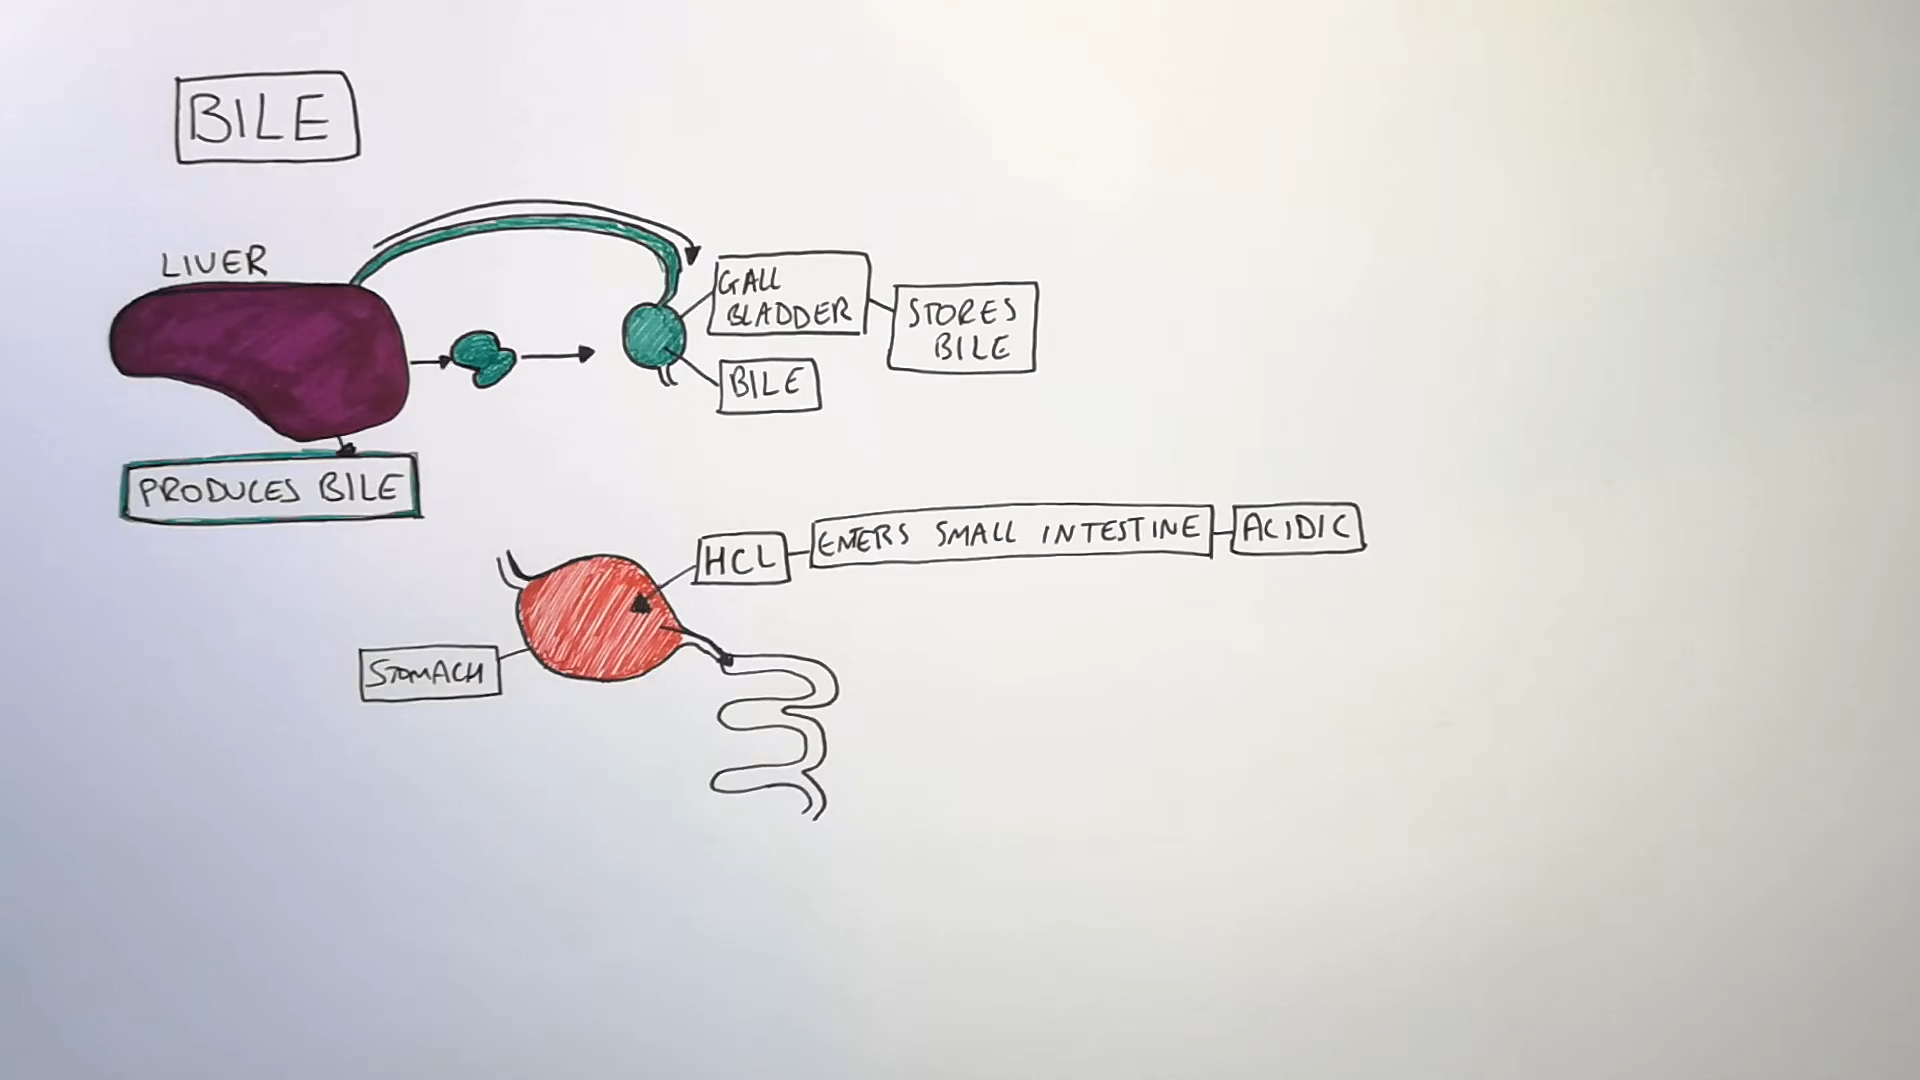 BILE
LIVER
GALL
BLADDER
STORES
BILE
BILE
PRODUCES BILE
HCL
ENTERS SMALL INTESTINE
ACIDIC
STOMACH